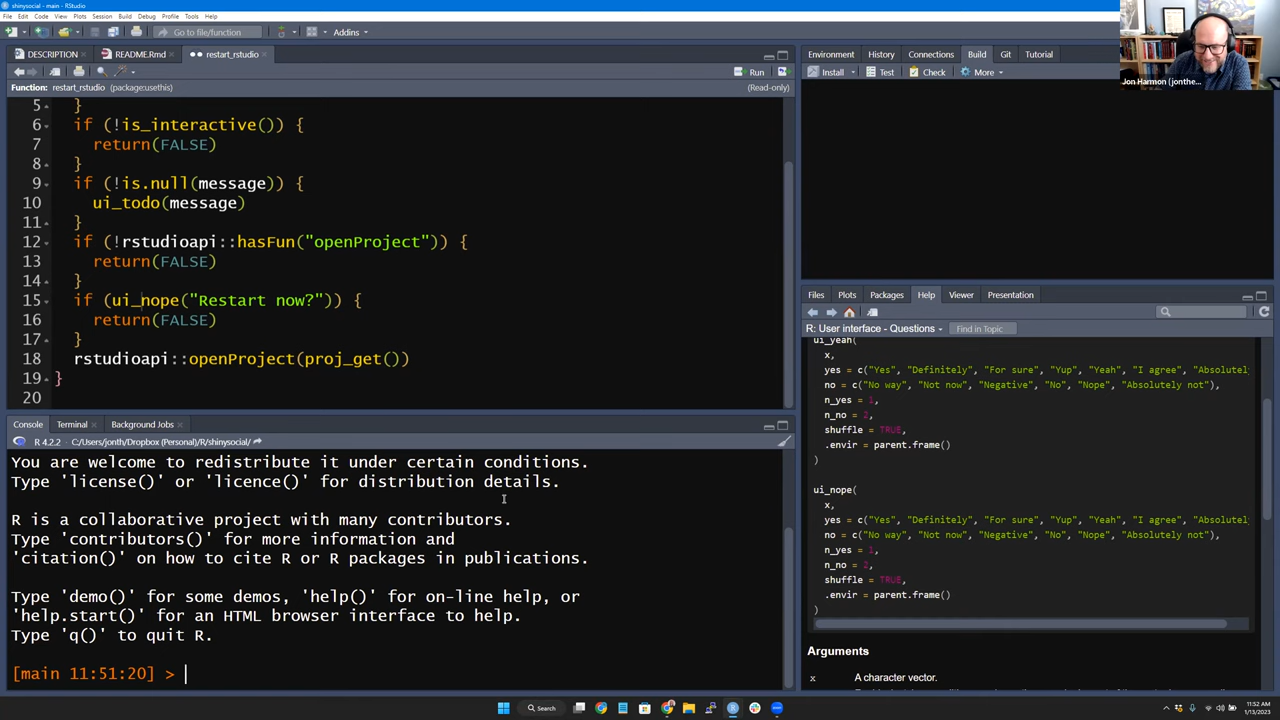 shinysocial - main - RStudio
File Edit Code View Plots Session Build Debug Profile Tools Help
Go to file/function
Addins
DESCRIPTION
README.Rmd
restart_rstudio
Run
Function: restart_rstudio (package:usethis)
(Read-only)
5 }
6 if (!is_interactive()) {
7 return(FALSE)
8 }
9 if (!is.null(message)) {
10 ui_todo(message)
11 }
12 if (!rstudioapi::hasFun("openProject")) {
13 return(FALSE)
14 }
15 if (ui_nope("Restart now?")) {
16 return(FALSE)
17 }
18 rstudioapi::openProject(proj_get())
19 }
20
Console Terminal Background Jobs
R 4.2.2 · C:/Users/jonth/Dropbox (Personal)/R/shinysocial/
You are welcome to redistribute it under certain conditions.
Type 'license()' or 'licence()' for distribution details.
R is a collaborative project with many contributors.
Type 'contributors()' for more information and
'citation()' on how to cite R or R packages in publications.
Type 'demo()' for some demos, 'help()' for on-line help, or
'help.start()' for an HTML browser interface to help.
Type 'q()' to quit R.
[main 11:51:20] >
Environment History Connections Build Git Tutorial
Install Test Check More
Jon Harmon (jonthe...
Files Plots Packages Help Viewer Presentation
R: User interface - Questions
Find in Topic
ui_yeah(
x,
yes = c("Yes", "Definitely", "For sure", "Yup", "Yeah", "I agree", "Absolutely
no = c("No way", "Not now", "Negative", "No", "Nope", "Absolutely not"),
n_yes = 1,
n_no = 2,
shuffle = TRUE,
.envir = parent.frame()
)
ui_nope(
x,
yes = c("Yes", "Definitely", "For sure", "Yup", "Yeah", "I agree", "Absolutely
no = c("No way", "Not now", "Negative", "No", "Nope", "Absolutely not"),
n_yes = 1,
n_no = 2,
shuffle = TRUE,
.envir = parent.frame()
)
Arguments
x A character vector.
Search
11:52 AM
1/13/2023